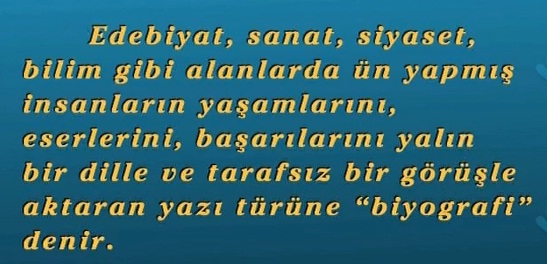 Edebiyat, sanat, siyaset,
bilim gibi alanlarda ün yapmış
insanların yaşamlarını,
eserlerini, başarılarını yalın
bir dille ve tarafsız bir görüşle
aktaran yazı türüne “biyografi”
denir.